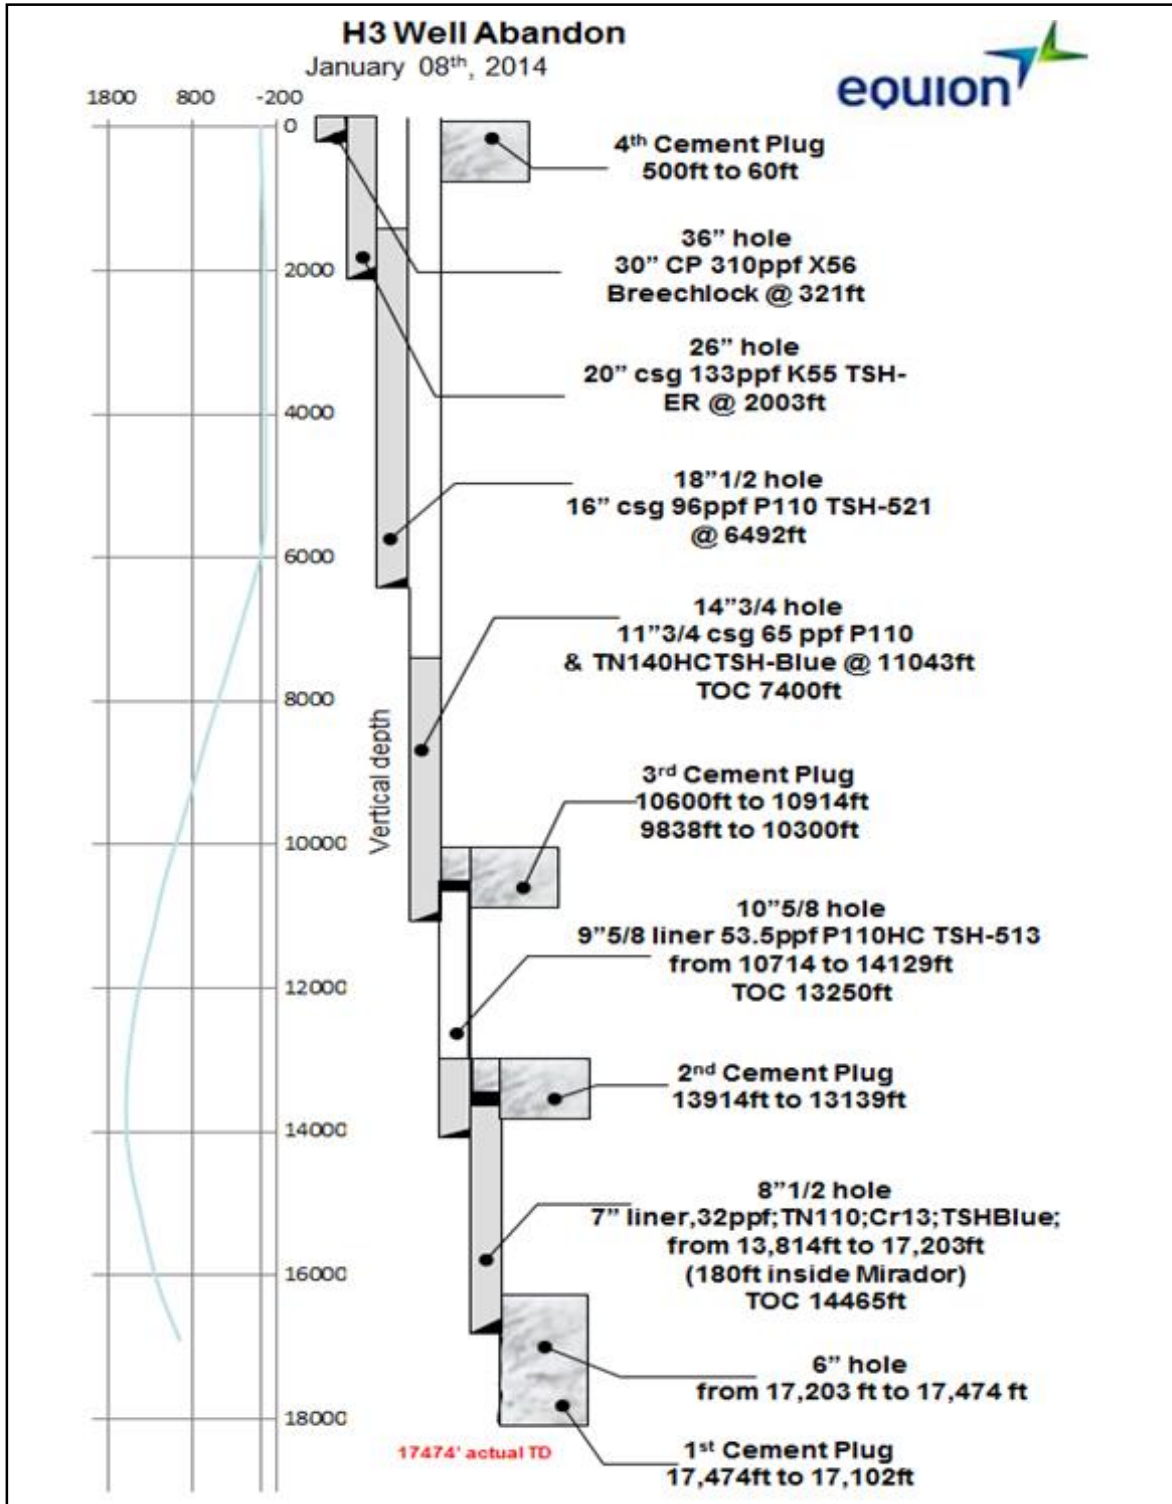 H3 Well Abandon
January 08th, 2014
equion
1800 800 -200
0
2000
4000
6000
8000
10000
12000
14000
16000
18000
Vertical depth
4th Cement Plug
500ft to 60ft
36” hole
30” CP 310ppf X56
Breechlock @ 321ft
26” hole
20” csg 133ppf K55 TSH-
ER @ 2003ft
18”1/2 hole
16” csg 96ppf P110 TSH-521
@ 6492ft
14”3/4 hole
11”3/4 csg 65 ppf P110
& TN140HCTSH-Blue @ 11043ft
TOC 7400ft
3rd Cement Plug
10600ft to 10914ft
9838ft to 10300ft
10”5/8 hole
9”5/8 liner 53.5ppf P110HC TSH-513
from 10714 to 14129ft
TOC 13250ft
2nd Cement Plug
13914ft to 13139ft
8”1/2 hole
7” liner,32ppf;TN110;Cr13;TSHBlue;
from 13,814ft to 17,203ft
(180ft inside Mirador)
TOC 14465ft
6” hole
from 17,203 ft to 17,474 ft
17474' actual TD
1st Cement Plug
17,474ft to 17,102ft